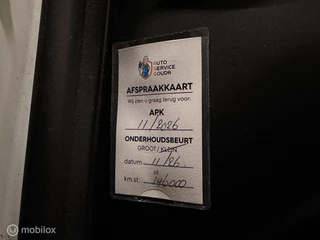 AUTO
SERVICE
GOUDA
AFSPRAAKKAART
Wij zien u graag terug voor:
APK
11/2026
ONDERHOUDSBEURT
GROOT/KLEIN
datum 11/26.
km.st. 146000
mobilox